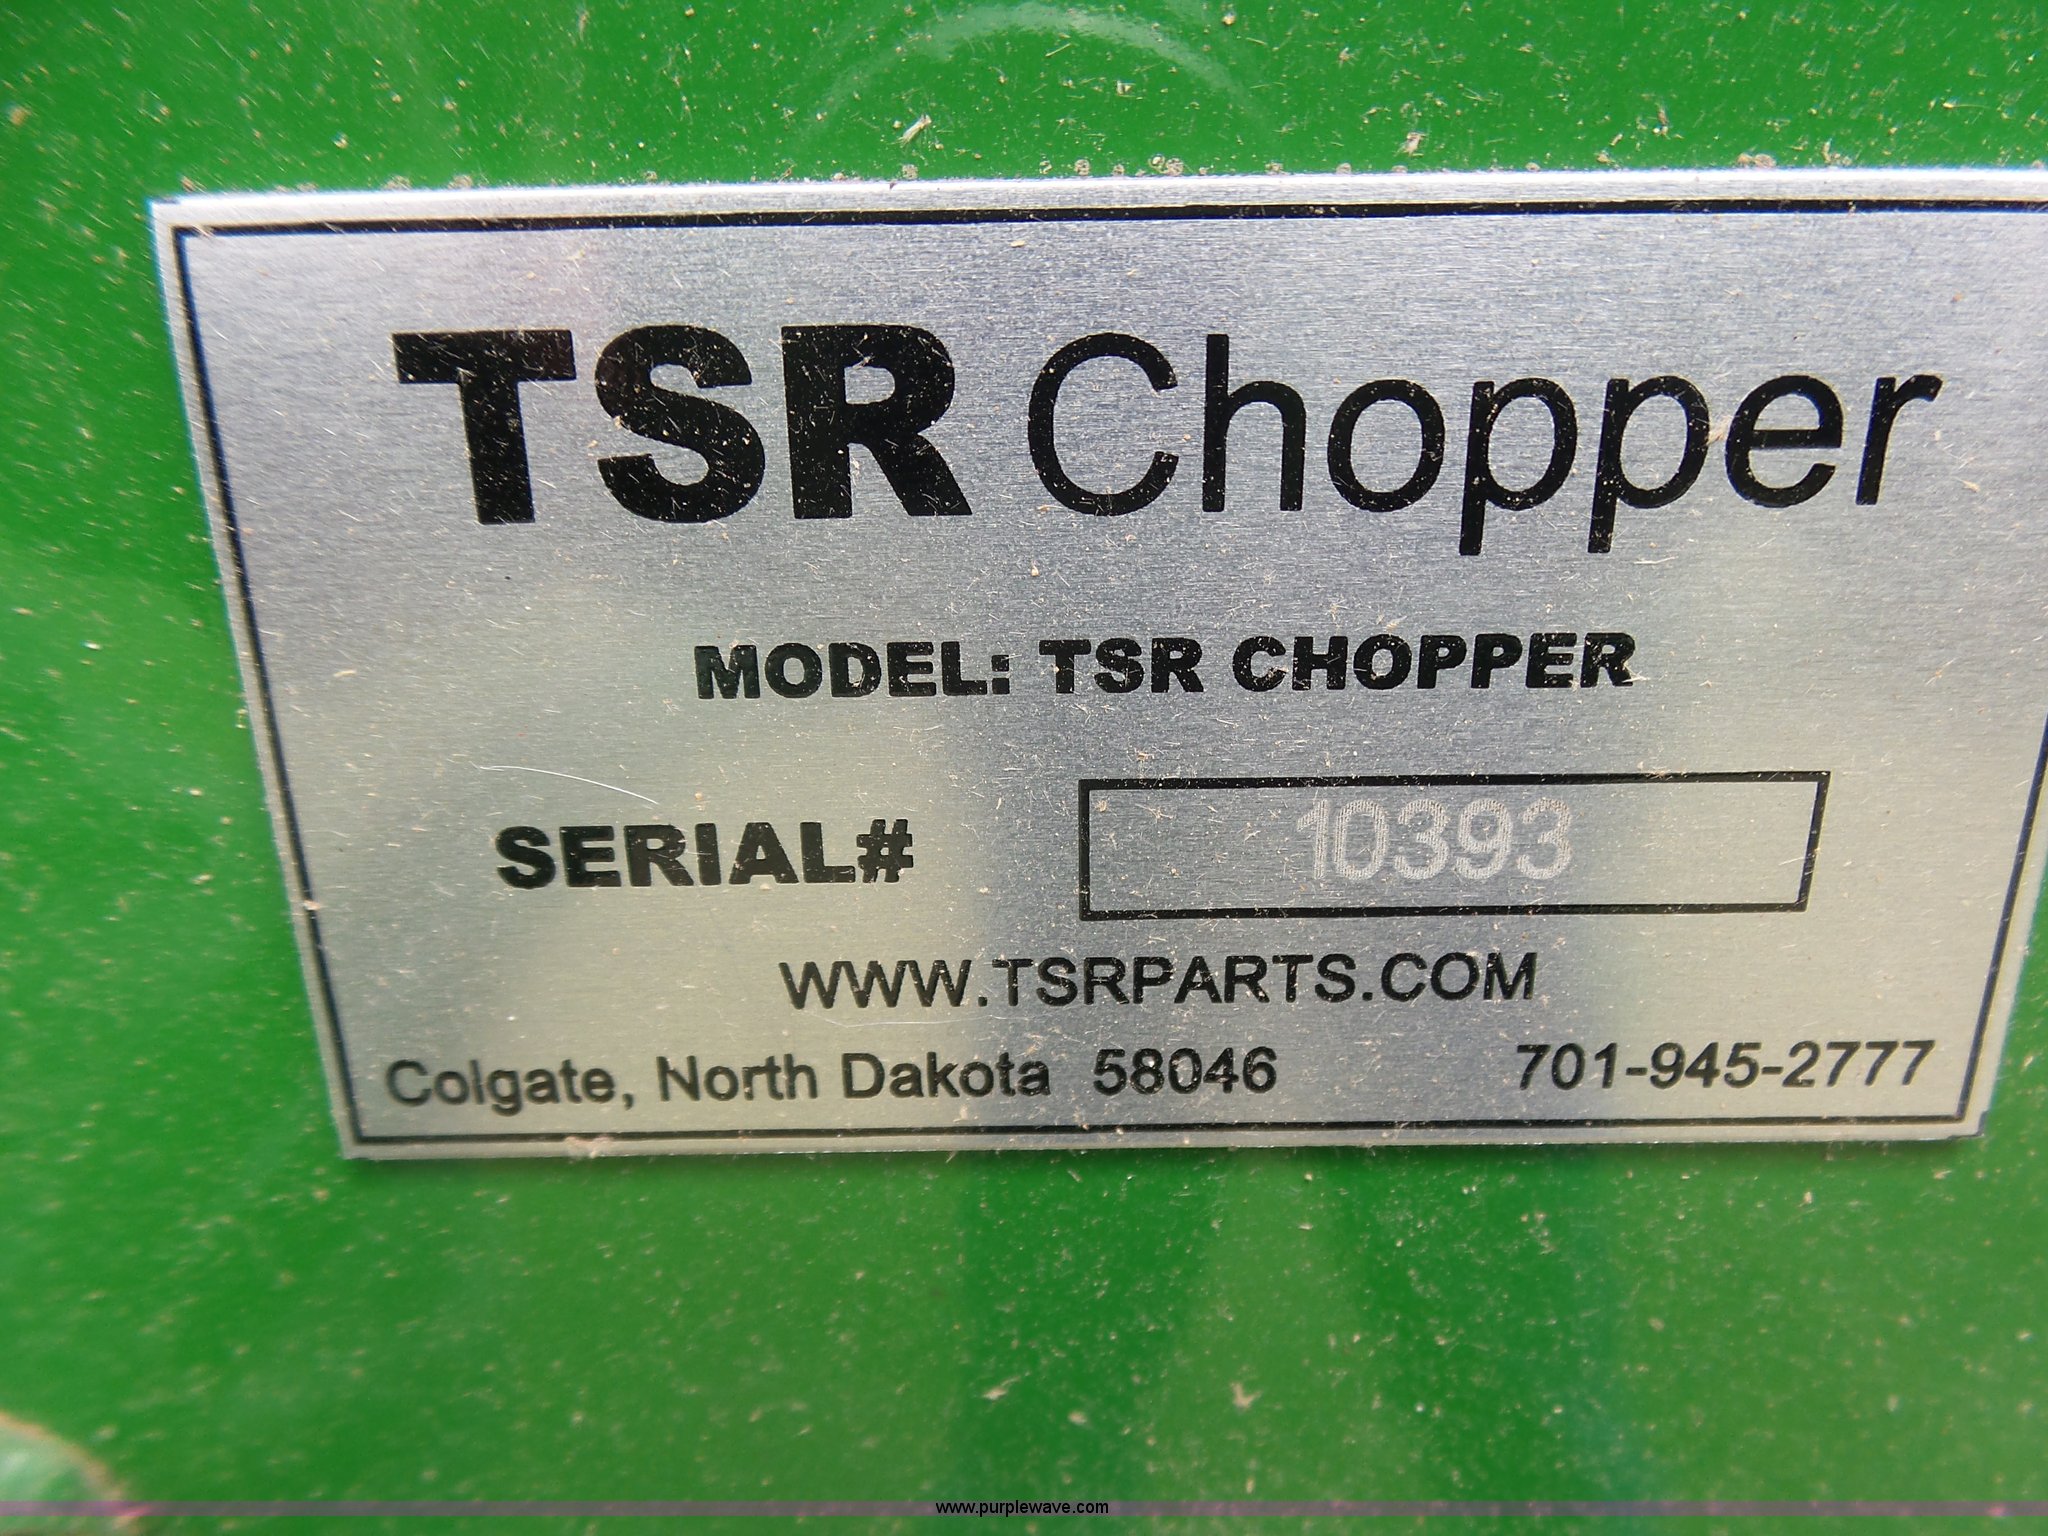 TSR Chopper
MODEL: TSR CHOPPER
SERIAL# 10393
WWW.TSRPARTS.COM
Colgate, North Dakota 58046 701-945-2777
www.purplewave.com